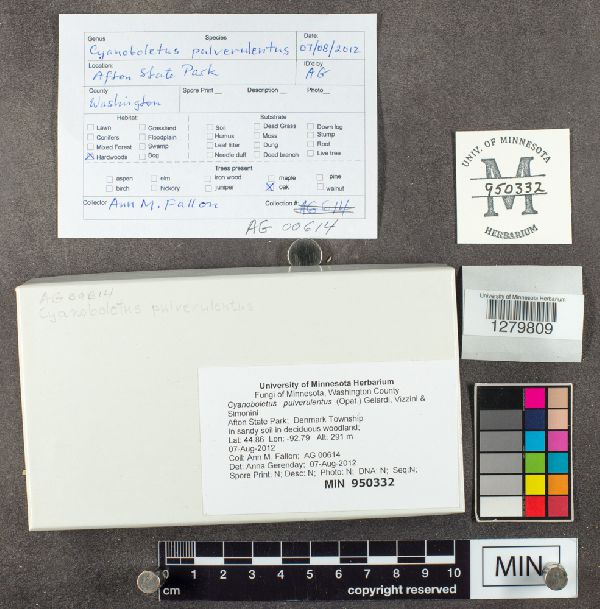 Genus Species Date:
Cyanoboletus pulverulentus 07/08/2012
Location: ID'd by
Afton State Park AG
County Spore Print __ Description __ Photo__
Washington
Habitat Substrate
Lawn Grassland Soil Dead Grass Down log
Conifers Floodplain Humus Moss Stump
Mixed Forest Swamp Leaf litter Dung Root
Hardwoods Bog Needle duff Dead branch Live tree
Trees present
aspen elm iron wood maple pine
birch hickory juniper oak walnut
Collector Ann M. Fallon Collection #: AG 614
AG 00614
UNIV. OF MINNESOTA
M
950332
HERBARIUM
AG 00614
Cyanoboletus pulverulentus
University of Minnesota Herbarium
1279809
University of Minnesota Herbarium
Fungi of Minnesota, Washington County
Cyanoboletus pulverulentus (Opat.) Gelardi, Vizzini &
Simonini
Afton State Park; Denmark Township
in sandy soil in deciduous woodland;
Lat: 44.86 Lon: -92.79 Alt: 291 m
07-Aug-2012
Coll: Ann M. Fallon; AG 00614
Det: Anna Gerenday; 07-Aug-2012
Spore Print: N; Desc: N; Photo: N; DNA: N; Seq:N;
MIN 950332
0 1 2 3 4 5 6 7 8 9 10
cm copyright reserved
MIN